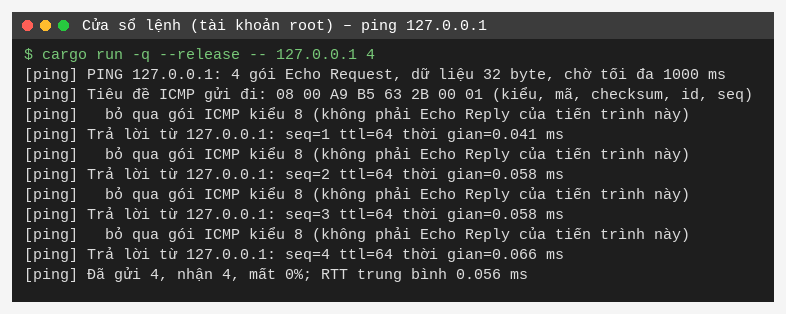 Cửa sổ lệnh (tài khoản root) – ping 127.0.0.1
$ cargo run -q --release -- 127.0.0.1 4
[ping] PING 127.0.0.1: 4 gói Echo Request, dữ liệu 32 byte, chờ tối đa 1000 ms
[ping] Tiêu đề ICMP gửi đi: 08 00 A9 B5 63 2B 00 01 (kiểu, mã, checksum, id, seq)
[ping]   bỏ qua gói ICMP kiểu 8 (không phải Echo Reply của tiến trình này)
[ping] Trả lời từ 127.0.0.1: seq=1 ttl=64 thời gian=0.041 ms
[ping]   bỏ qua gói ICMP kiểu 8 (không phải Echo Reply của tiến trình này)
[ping] Trả lời từ 127.0.0.1: seq=2 ttl=64 thời gian=0.058 ms
[ping]   bỏ qua gói ICMP kiểu 8 (không phải Echo Reply của tiến trình này)
[ping] Trả lời từ 127.0.0.1: seq=3 ttl=64 thời gian=0.058 ms
[ping]   bỏ qua gói ICMP kiểu 8 (không phải Echo Reply của tiến trình này)
[ping] Trả lời từ 127.0.0.1: seq=4 ttl=64 thời gian=0.066 ms
[ping] Đã gửi 4, nhận 4, mất 0%; RTT trung bình 0.056 ms